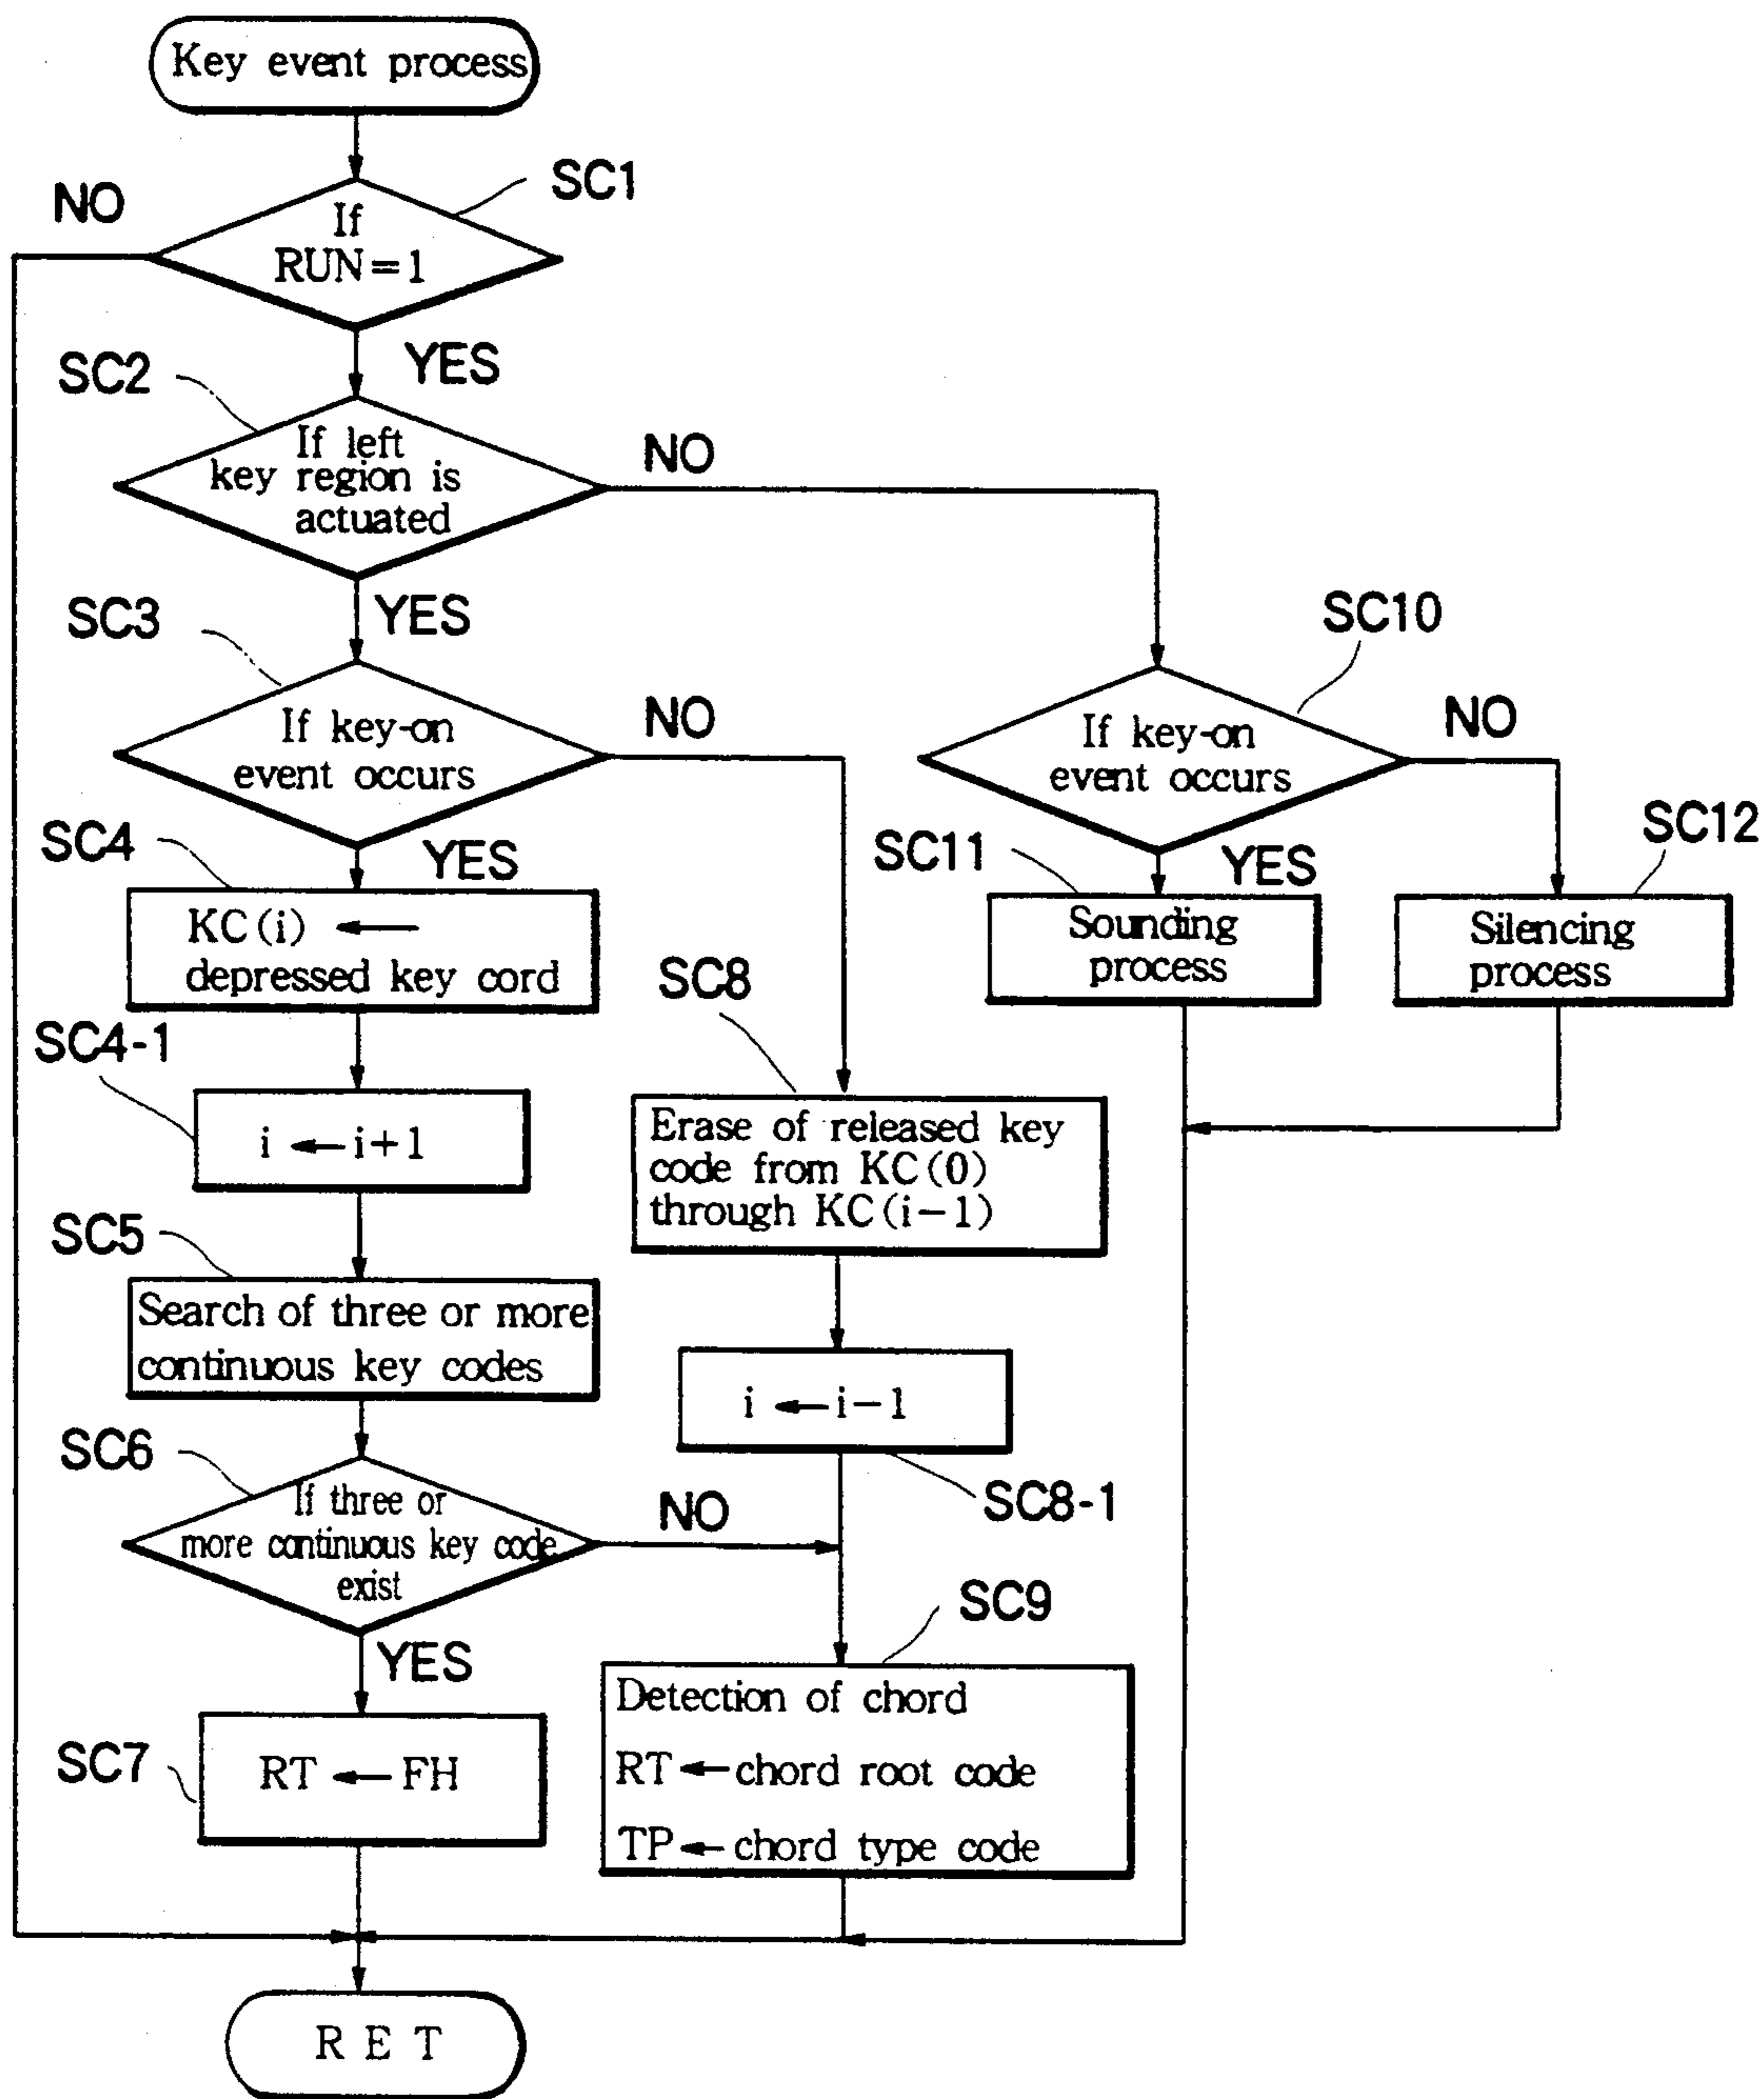 Key event process
SC1
NO
If
RUN=1
YES
SC2
If left
key region is
actuated
NO
SC3
YES
SC10
If key-on
event occurs
NO
If key-on
event occurs
NO
SC4
YES
SC11
YES
SC12
KC(i) ←
depressed key cord
Sounding
process
Silencing
process
SC8
SC4-1
i ← i+1
Erase of released key
code from KC(0)
through KC(i−1)
SC5
Search of three or more
continuous key codes
i ← i−1
SC8-1
SC6
If three or
more continuous key code
exist
NO
SC9
YES
Detection of chord
RT ← chord root code
TP ← chord type code
SC7
RT ← FH
R E T